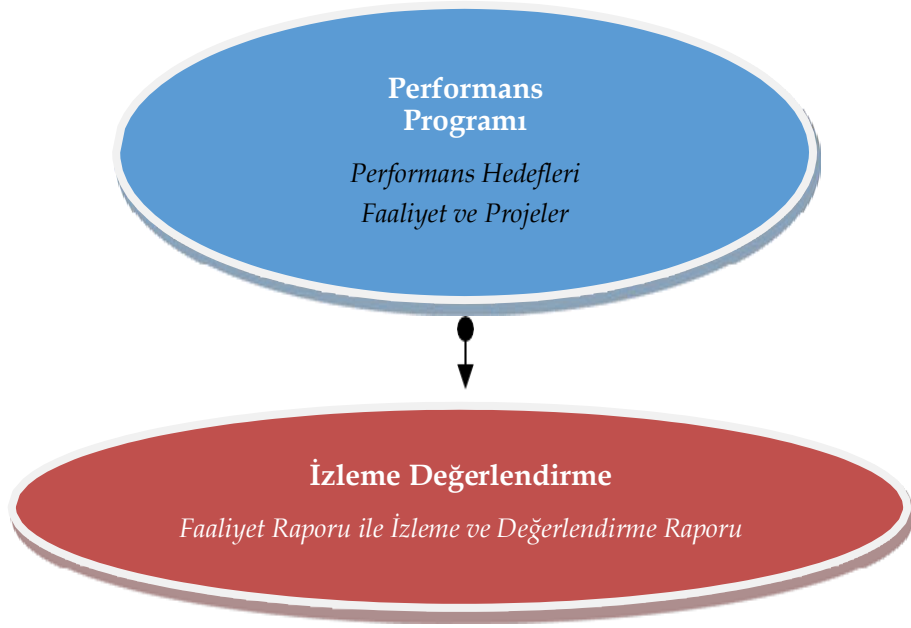 Performans
Programı
Performans Hedefleri
Faaliyet ve Projeler
İzleme Değerlendirme
Faaliyet Raporu ile İzleme ve Değerlendirme Raporu